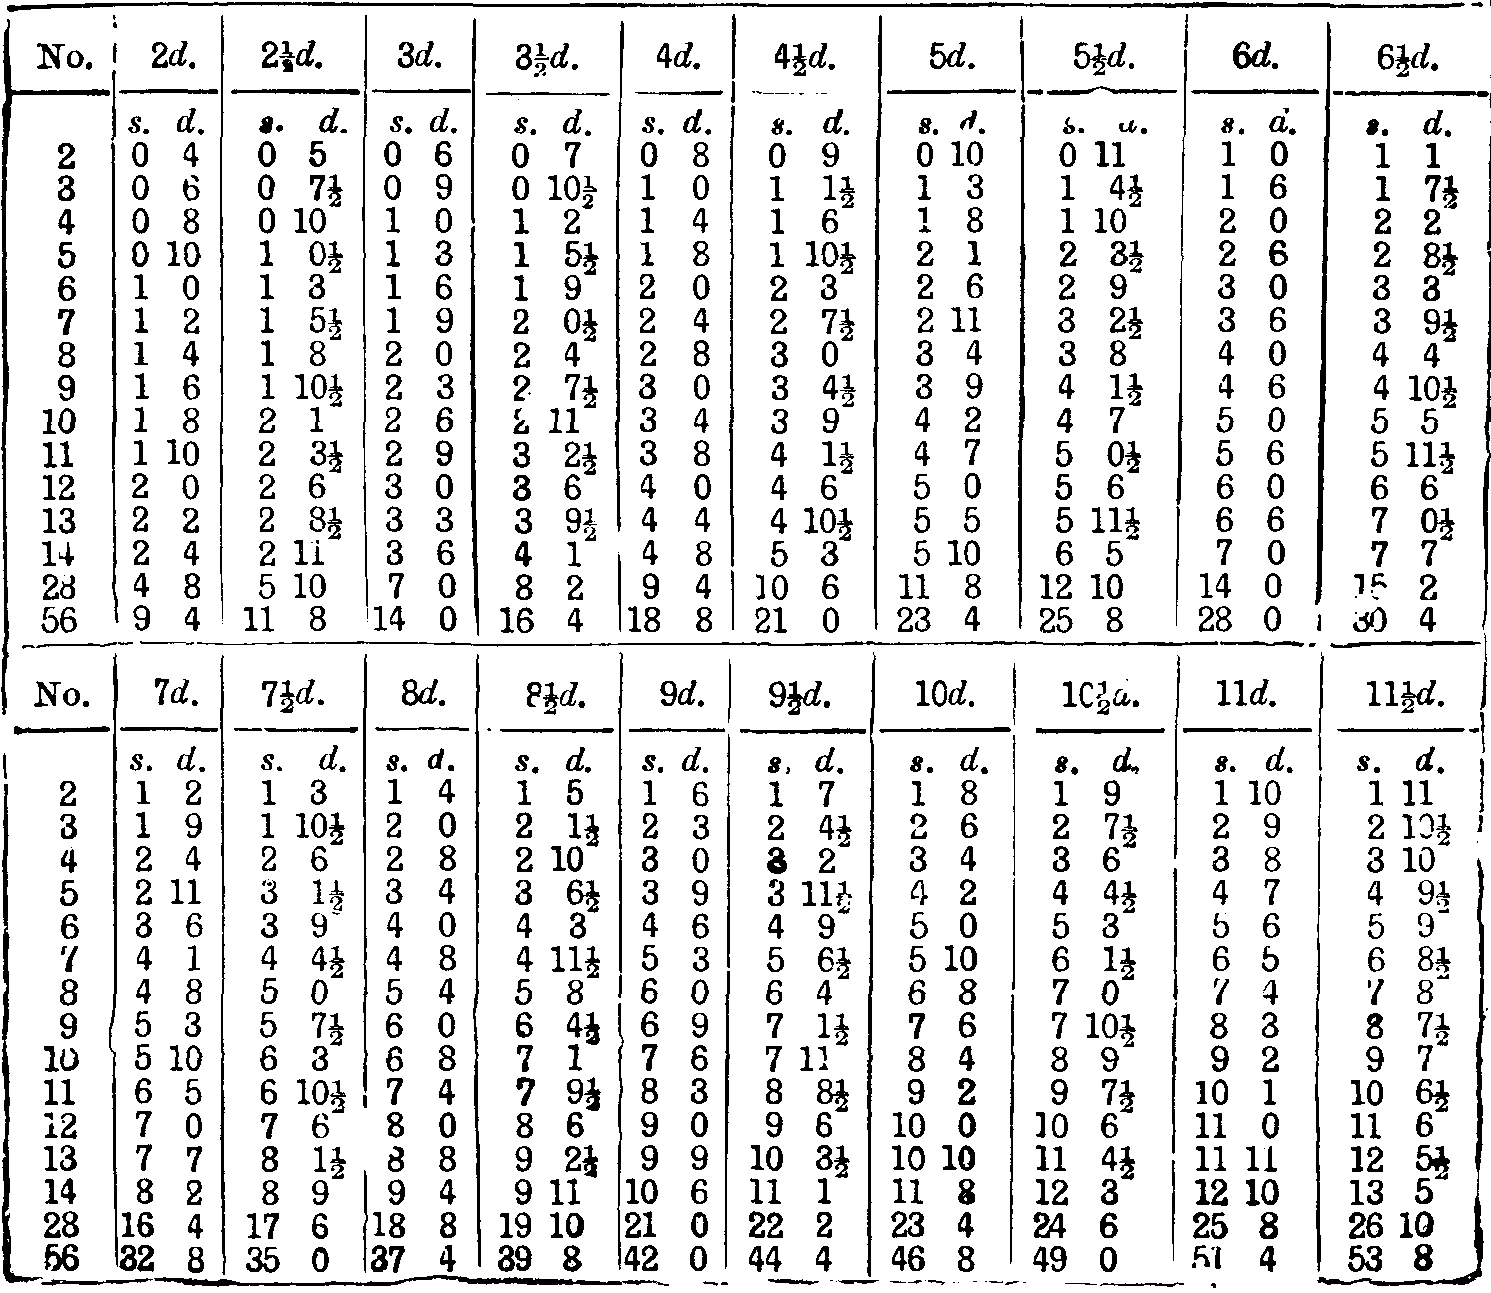 No. 2d. 2½d. 3d. 3½d. 4d. 4½d. 5d. 5½d. 6d. 6½d.
s. d. s. d. s. d. s. d. s. d. s. d. s. d. s. d. s. d. s. d.
2 0 4 0 5 0 6 0 7 0 8 0 9 0 10 0 11 1 0 1 1
3 0 6 0 7½ 0 9 0 10½ 1 0 1 1½ 1 3 1 4½ 1 6 1 7½
4 0 8 0 10 1 0 1 2 1 4 1 6 1 8 1 10 2 0 2 2
5 0 10 1 0½ 1 3 1 5½ 1 8 1 10½ 2 1 2 3½ 2 6 2 8½
6 1 0 1 3 1 6 1 9 2 0 2 3 2 6 2 9 3 0 3 3
7 1 2 1 5½ 1 9 2 0½ 2 4 2 7½ 2 11 3 2½ 3 6 3 9½
8 1 4 1 8 2 0 2 4 2 8 3 0 3 4 3 8 4 0 4 4
9 1 6 1 10½ 2 3 2 7½ 3 0 3 4½ 3 9 4 1½ 4 6 4 10½
10 1 8 2 1 2 6 2 11 3 4 3 9 4 2 4 7 5 0 5 5
11 1 10 2 3½ 2 9 3 2½ 3 8 4 1½ 4 7 5 0½ 5 6 5 11½
12 2 0 2 6 3 0 3 6 4 0 4 6 5 0 5 6 6 0 6 6
13 2 2 2 8½ 3 3 3 9½ 4 4 4 10½ 5 5 5 11½ 6 6 7 0½
14 2 4 2 11 3 6 4 1 4 8 5 3 5 10 6 5 7 0 7 7
28 4 8 5 10 7 0 8 2 9 4 10 6 11 8 12 10 14 0 15 2
56 9 4 11 8 14 0 16 4 18 8 21 0 23 4 25 8 28 0 30 4
No. 7d. 7½d. 8d. 8½d. 9d. 9½d. 10d. 10½d. 11d. 11½d.
s. d. s. d. s. d. s. d. s. d. s. d. s. d. s. d. s. d. s. d.
2 1 2 1 3 1 4 1 5 1 6 1 7 1 8 1 9 1 10 1 11
3 1 9 1 10½ 2 0 2 1½ 2 3 2 4½ 2 6 2 7½ 2 9 2 10½
4 2 4 2 6 2 8 2 10 3 0 3 2 3 4 3 6 3 8 3 10
5 2 11 3 1½ 3 4 3 6½ 3 9 3 11½ 4 2 4 4½ 4 7 4 9½
6 3 6 3 9 4 0 4 3 4 6 4 9 5 0 5 3 5 6 5 9
7 4 1 4 4½ 4 8 4 11½ 5 3 5 6½ 5 10 6 1½ 6 5 6 8½
8 4 8 5 0 5 4 5 8 6 0 6 4 6 8 7 0 7 4 7 8
9 5 3 5 7½ 6 0 6 4½ 6 9 7 1½ 7 6 7 10½ 8 3 8 7½
10 5 10 6 3 6 8 7 1 7 6 7 11 8 4 8 9 9 2 9 7
11 6 5 6 10½ 7 4 7 9½ 8 3 8 8½ 9 2 9 7½ 10 1 10 6½
12 7 0 7 6 8 0 8 6 9 0 9 6 10 0 10 6 11 0 11 6
13 7 7 8 1½ 8 8 9 2½ 9 9 10 3½ 10 10 11 4½ 11 11 12 5½
14 8 2 8 9 9 4 9 11 10 6 11 1 11 8 12 3 12 10 13 5
28 16 4 17 6 18 8 19 10 21 0 22 2 23 4 24 6 25 8 26 10
56 32 8 35 0 37 4 39 8 42 0 44 4 46 8 49 0 51 4 53 8